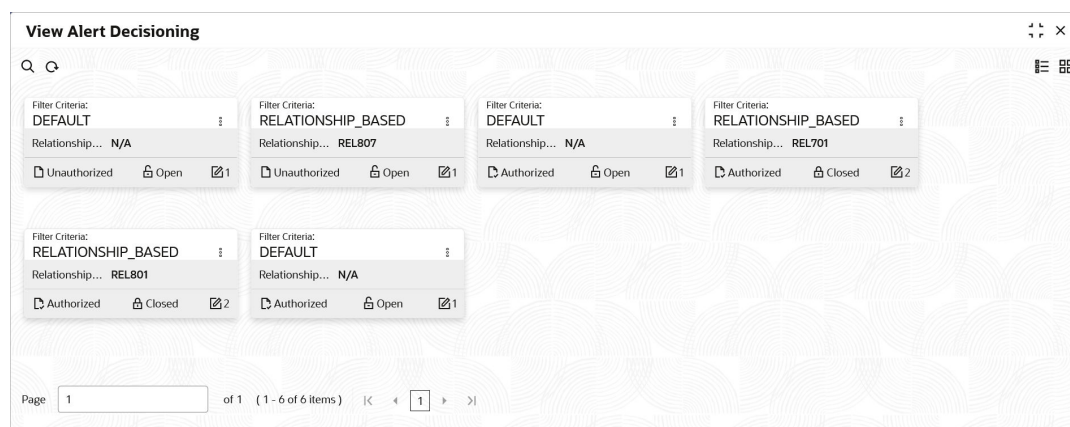 View Alert Decisioning
Filter Criteria:
DEFAULT
Relationship... N/A
Unauthorized Open 1
Filter Criteria:
RELATIONSHIP_BASED
Relationship... REL807
Unauthorized Open 1
Filter Criteria:
DEFAULT
Relationship... N/A
Authorized Open 1
Filter Criteria:
RELATIONSHIP_BASED
Relationship... REL701
Authorized Closed 2
Filter Criteria:
RELATIONSHIP_BASED
Relationship... REL801
Authorized Closed 2
Filter Criteria:
DEFAULT
Relationship... N/A
Authorized Open 1
Page 1 of 1 (1 - 6 of 6 items) 1